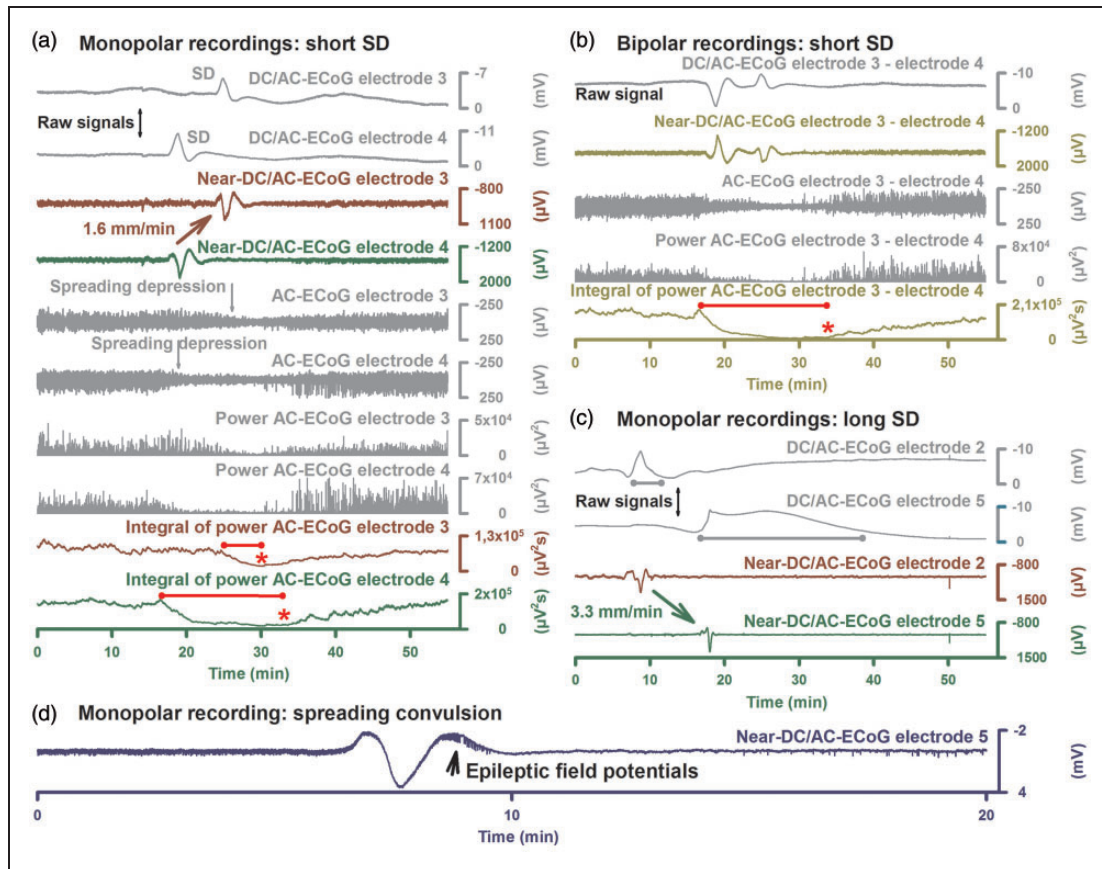 (a) Monopolar recordings: short SD
SD
DC/AC-ECoG electrode 3
-7
0
(mV)
Raw signals
SD
DC/AC-ECoG electrode 4
-11
0
(mV)
Near-DC/AC-ECoG electrode 3
-800
1100
(µV)
1.6 mm/min
Near-DC/AC-ECoG electrode 4
-1200
2000
(µV)
Spreading depression
AC-ECoG electrode 3
-250
250
(µV)
Spreading depression
AC-ECoG electrode 4
-250
250
(µV)
Power AC-ECoG electrode 3
5x10⁴
0
(µV²)
Power AC-ECoG electrode 4
7x10⁴
0
(µV²)
Integral of power AC-ECoG electrode 3
1,3x10⁵
0
(µV²s)
*
Integral of power AC-ECoG electrode 4
2x10⁵
0
(µV²s)
*
0 10 20 30 40 50
Time (min)
(b) Bipolar recordings: short SD
DC/AC-ECoG electrode 3 - electrode 4
-10
0
(mV)
Raw signal
Near-DC/AC-ECoG electrode 3 - electrode 4
-1200
2000
(µV)
AC-ECoG electrode 3 - electrode 4
-250
250
(µV)
Power AC-ECoG electrode 3 - electrode 4
8x10⁴
0
(µV²)
Integral of power AC-ECoG electrode 3 - electrode 4
2,1x10⁵
0
(µV²s)
*
0 10 20 30 40 50
Time (min)
(c) Monopolar recordings: long SD
DC/AC-ECoG electrode 2
-10
0
(mV)
Raw signals
DC/AC-ECoG electrode 5
-10
0
(mV)
Near-DC/AC-ECoG electrode 2
-800
1500
(µV)
3.3 mm/min
Near-DC/AC-ECoG electrode 5
-800
1500
(µV)
0 10 20 30 40 50
Time (min)
(d) Monopolar recording: spreading convulsion
Near-DC/AC-ECoG electrode 5
-2
4
(mV)
Epileptic field potentials
0 10 20
Time (min)